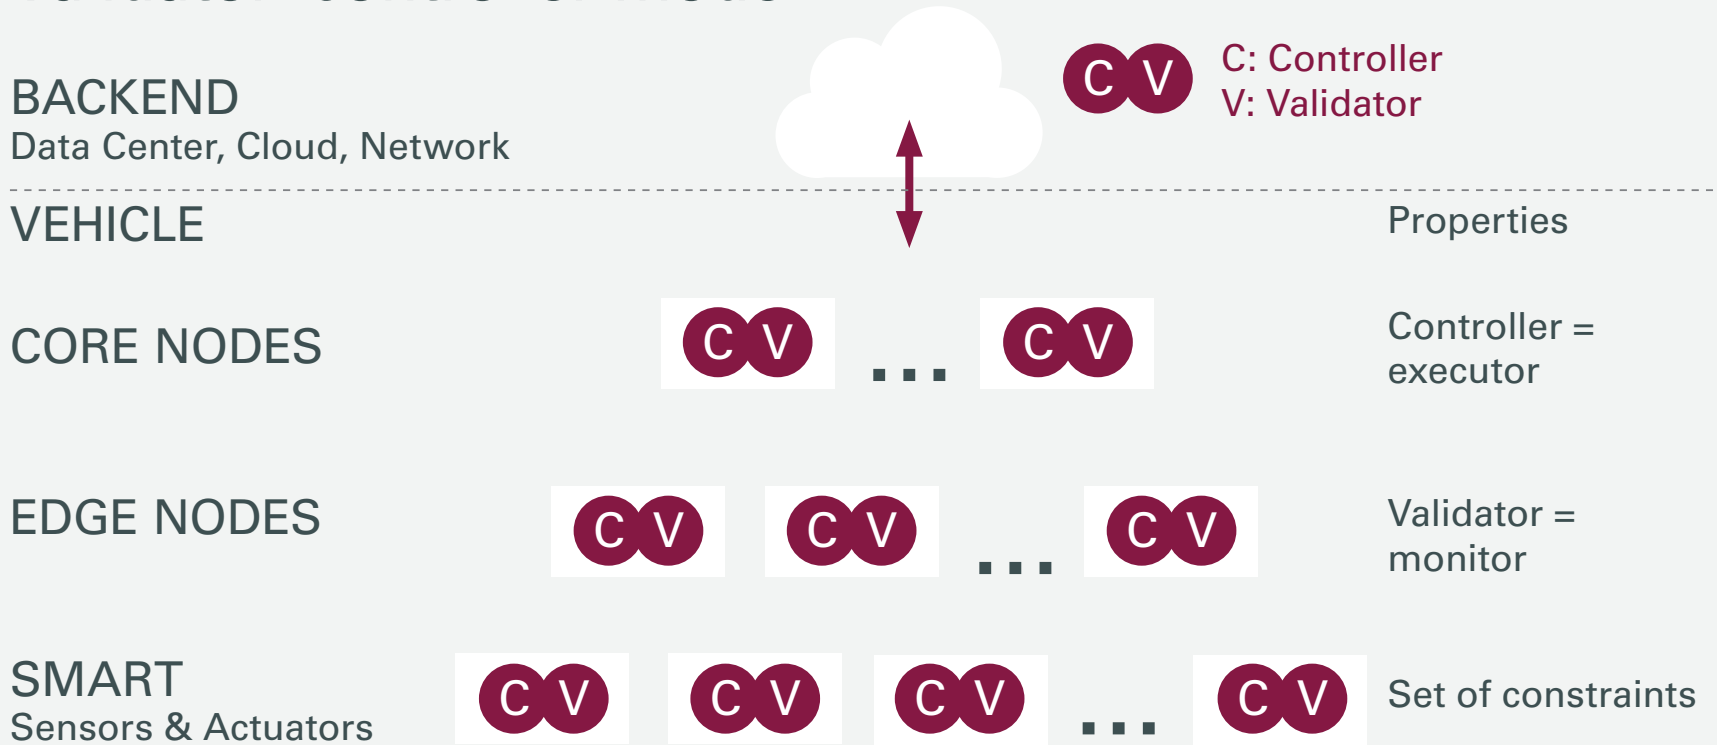 BACKEND
Data Center, Cloud, Network
C V
C: Controller
V: Validator
VEHICLE
Properties
CORE NODES
C V ... C V
Controller =
executor
EDGE NODES
C V C V ... C V
Validator =
monitor
SMART
Sensors & Actuators
C V C V C V ... C V
Set of constraints